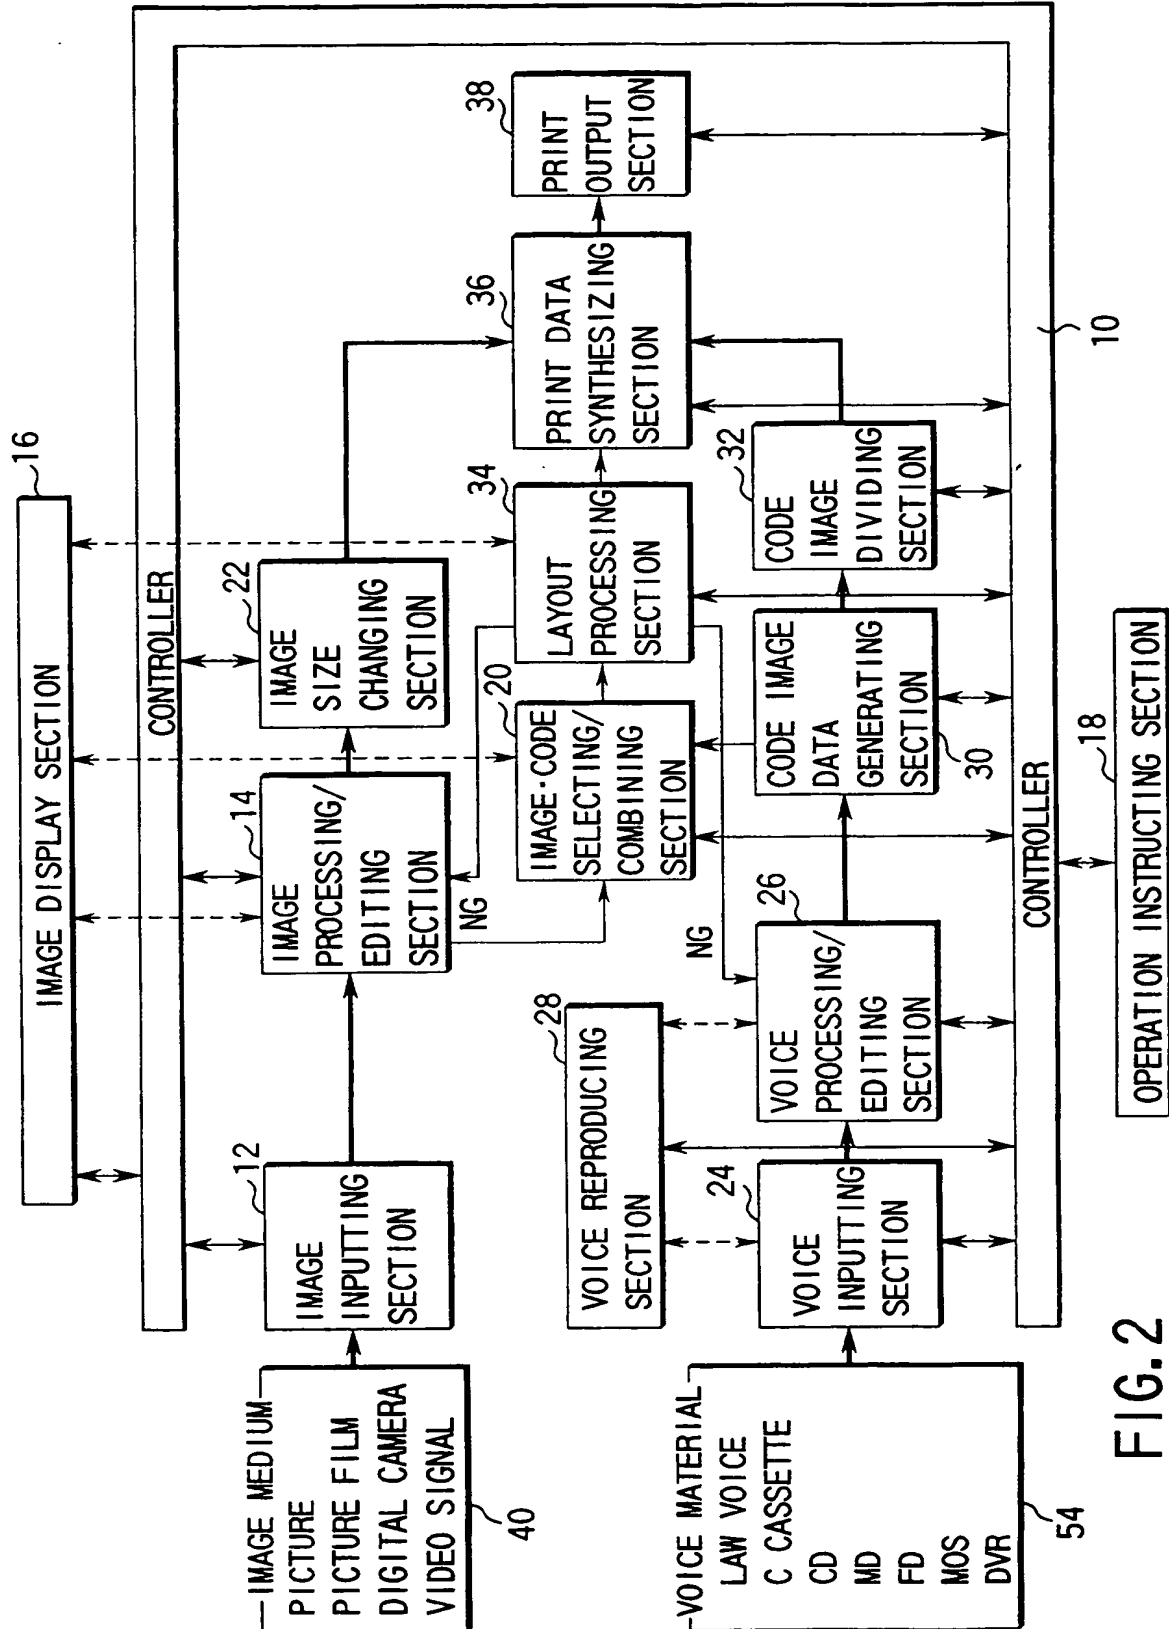 IMAGE DISPLAY SECTION
16
CONTROLLER
IMAGE MEDIUM
PICTURE
PICTURE FILM
DIGITAL CAMERA
VIDEO SIGNAL
40
IMAGE
INPUTTING
SECTION
12
IMAGE
PROCESSING/
EDITING
SECTION
14
IMAGE
SIZE
CHANGING
SECTION
22
NG
IMAGE·CODE
SELECTING/
COMBINING
SECTION
20
LAYOUT
PROCESSING
SECTION
34
PRINT DATA
SYNTHESIZING
SECTION
36
PRINT
OUTPUT
SECTION
38
VOICE REPRODUCING
SECTION
28
NG
VOICE MATERIAL
LAW VOICE
C CASSETTE
CD
MD
FD
MOS
DVR
54
VOICE
INPUTTING
SECTION
24
VOICE
PROCESSING/
EDITING
SECTION
26
CODE IMAGE
DATA
GENERATING
SECTION
30
CODE
IMAGE
DIVIDING
SECTION
32
CONTROLLER
10
OPERATION INSTRUCTING SECTION
18
FIG.2